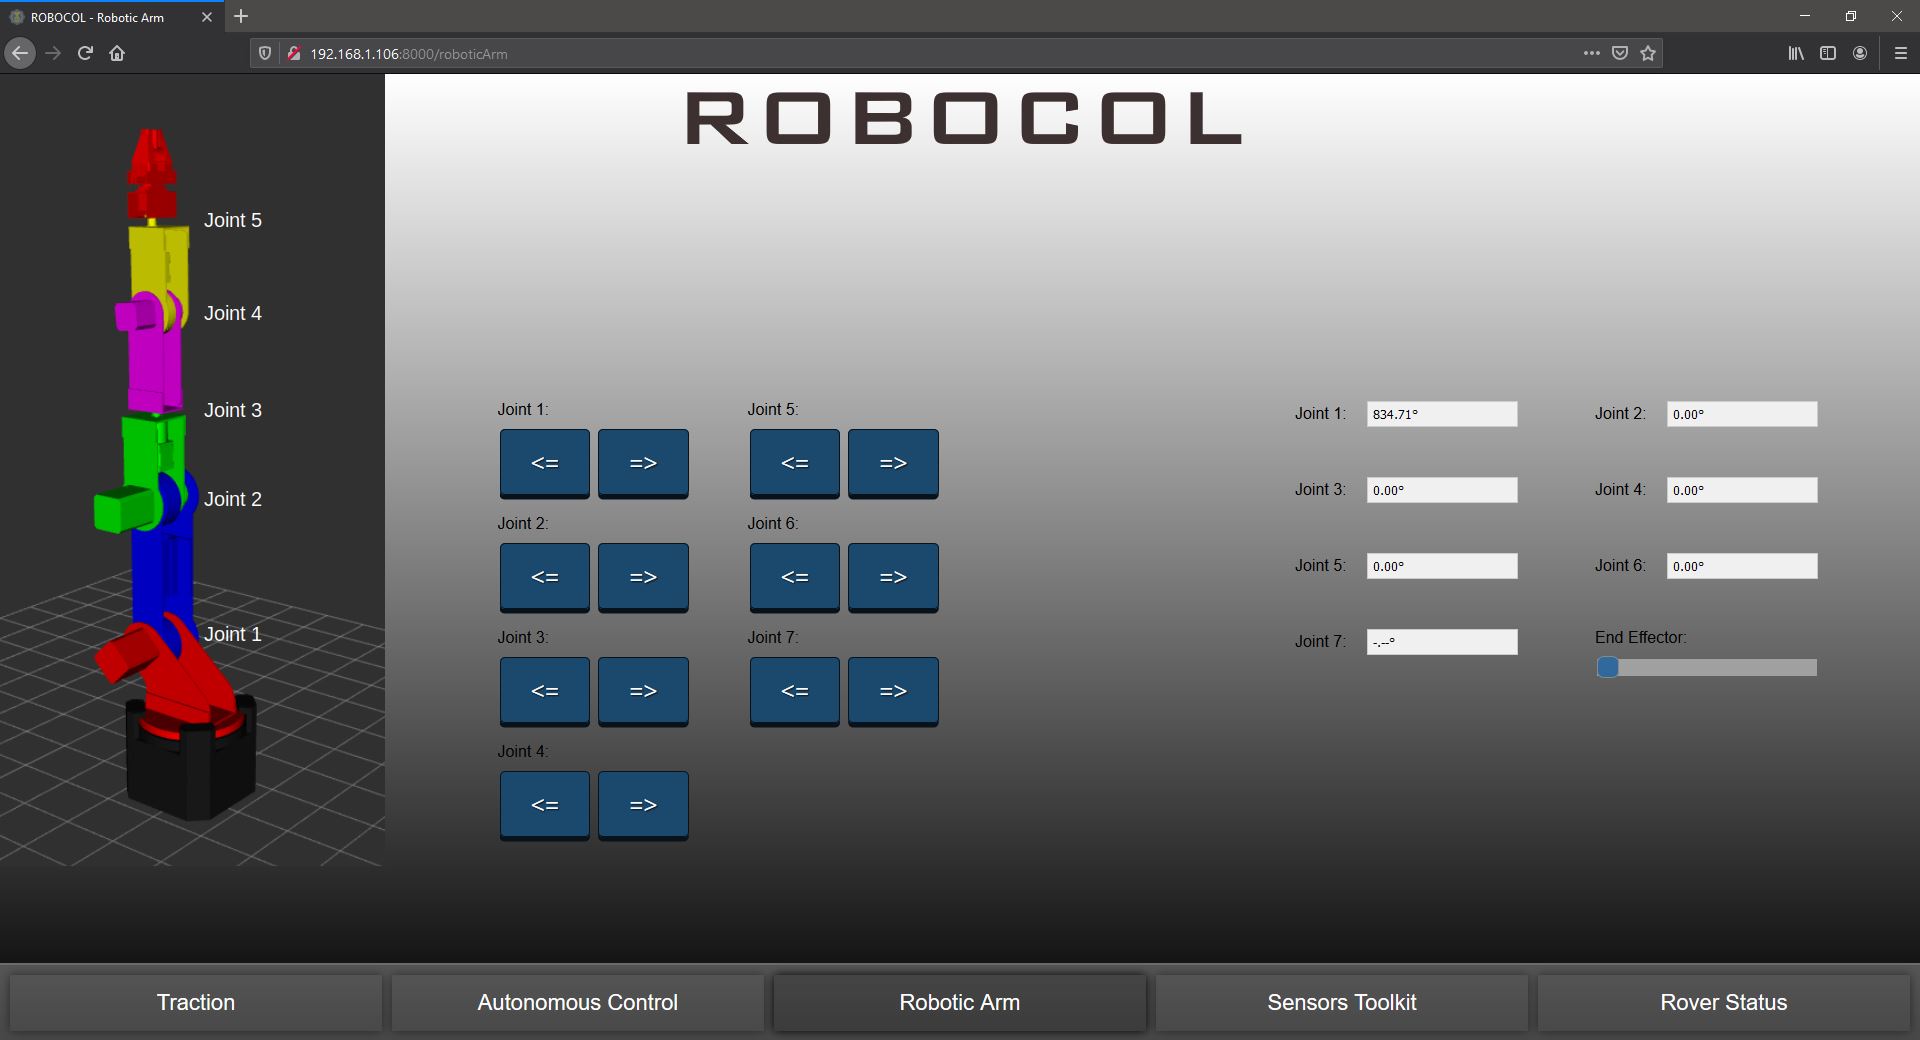 ROBOCOL - Robotic Arm
192.168.1.106:8000/roboticArm
ROBOCOL
Joint 5
Joint 4
Joint 3
Joint 2
Joint 1
Joint 1: Joint 5:
<= => <= =>
Joint 2: Joint 6:
<= => <= =>
Joint 3: Joint 7:
<= => <= =>
Joint 4:
<= =>
Joint 1: 834.71° Joint 2: 0.00°
Joint 3: 0.00° Joint 4: 0.00°
Joint 5: 0.00° Joint 6: 0.00°
Joint 7: -.--° End Effector:
Traction Autonomous Control Robotic Arm Sensors Toolkit Rover Status